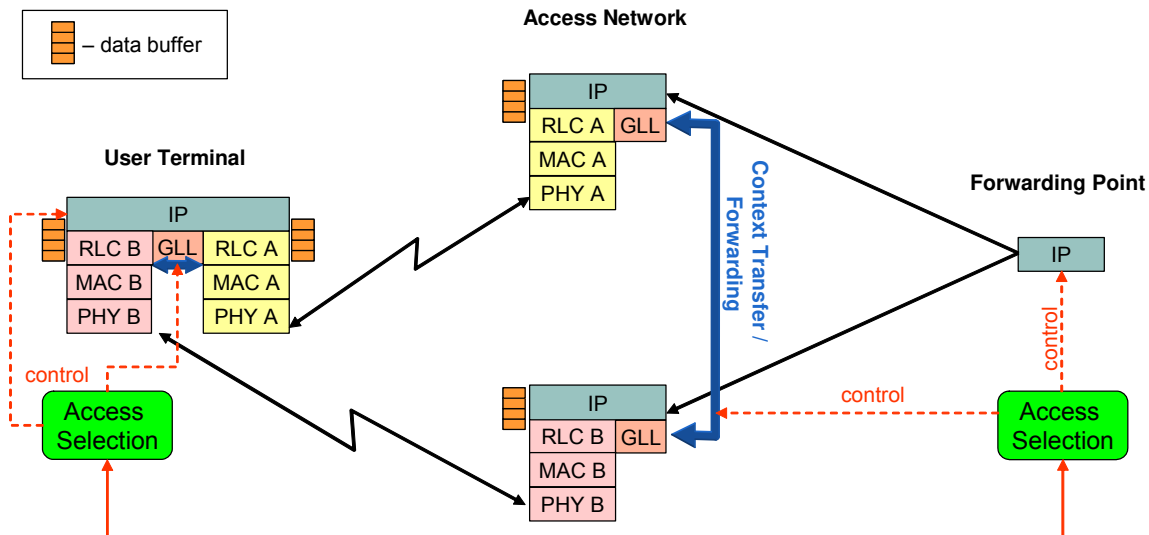 Access Network
– data buffer
IP
RLC A GLL
MAC A
PHY A
User Terminal
IP
RLC B GLL RLC A
MAC B MAC A
PHY B PHY A
Context Transfer /
Forwarding
Forwarding Point
IP
control
control
control
Access
Selection
IP
RLC B GLL
MAC B
PHY B
Access
Selection